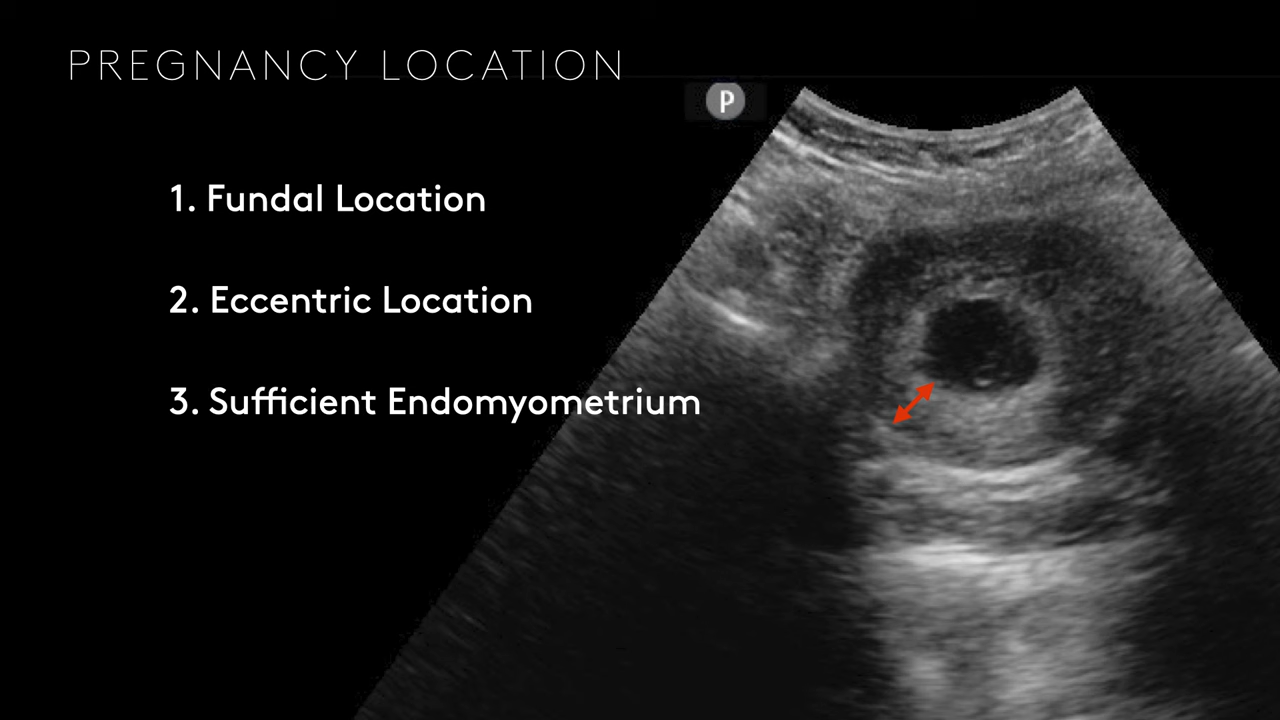 PREGNANCY LOCATION
P
1. Fundal Location
2. Eccentric Location
3. Sufficient Endomyometrium